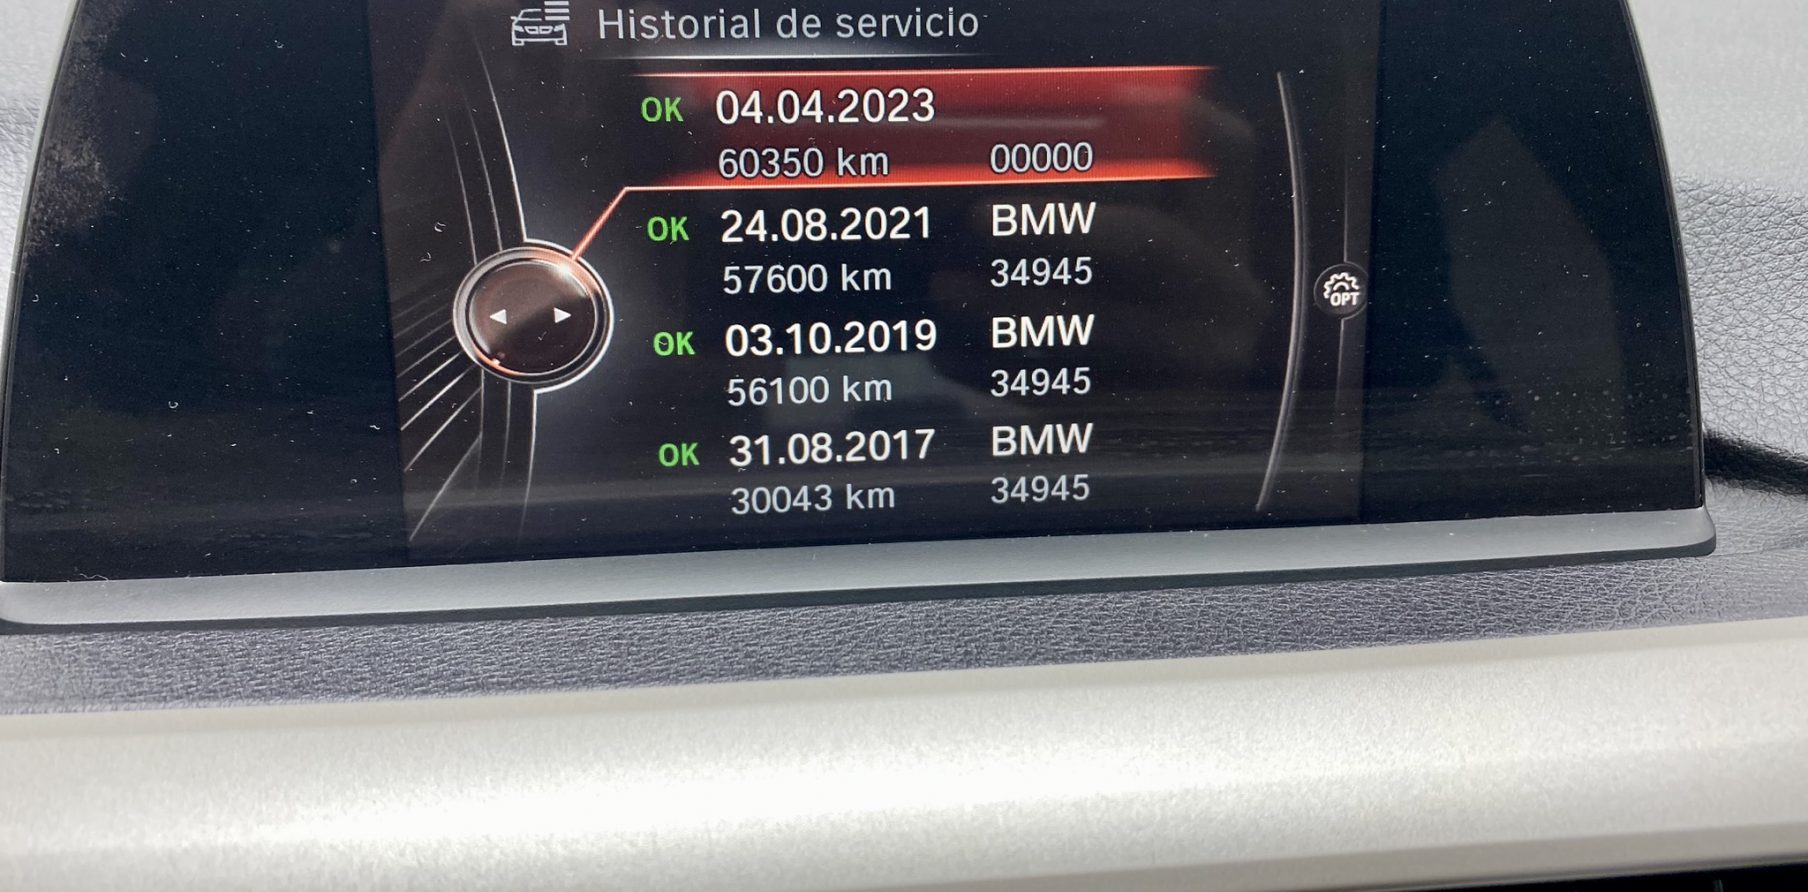 Historial de servicio
OK 04.04.2023
60350 km 00000
OK 24.08.2021 BMW
57600 km 34945
OK 03.10.2019 BMW
56100 km 34945
OK 31.08.2017 BMW
30043 km 34945
OPT